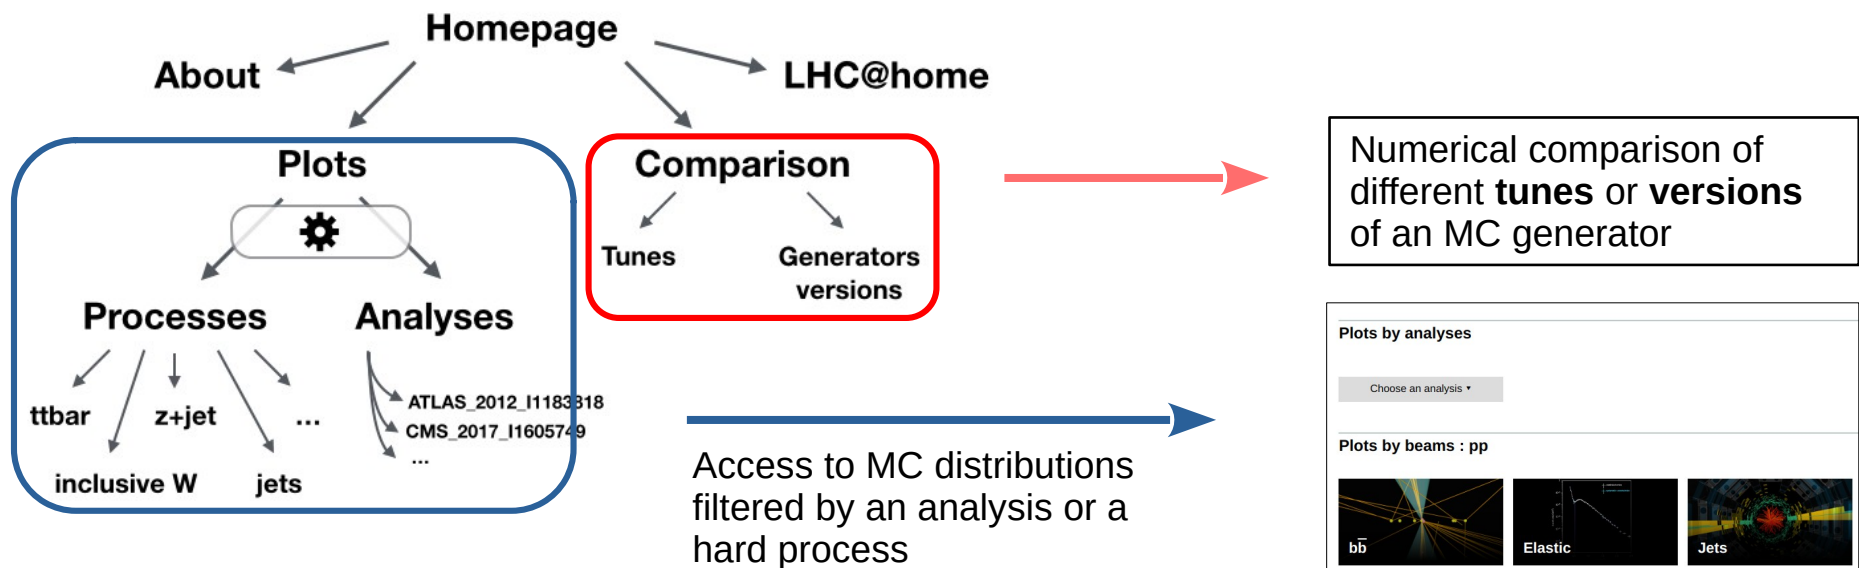 Homepage
About
LHC@home
Plots
Comparison
Tunes
Generators
versions
Processes
Analyses
ttbar
z+jet
...
inclusive W
jets
ATLAS_2012_I1183818
CMS_2017_I1605749
...
Numerical comparison of
different tunes or versions
of an MC generator
Access to MC distributions
filtered by an analysis or a
hard process
Plots by analyses
Choose an analysis ▾
Plots by beams : pp
bb̅
Elastic
Jets